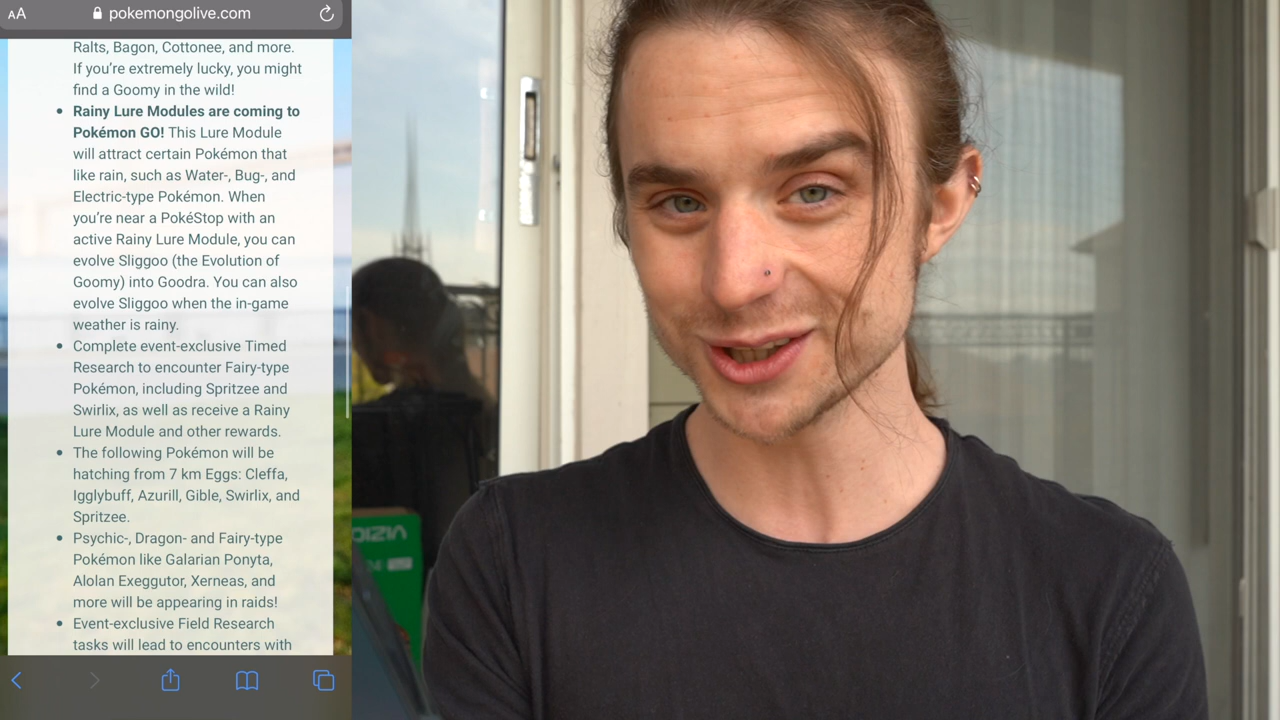 AA pokemongolive.com
Ralts, Bagon, Cottonee, and more.
If you’re extremely lucky, you might
find a Goomy in the wild!
• Rainy Lure Modules are coming to
Pokémon GO! This Lure Module
will attract certain Pokémon that
like rain, such as Water-, Bug-, and
Electric-type Pokémon. When
you’re near a PokéStop with an
active Rainy Lure Module, you can
evolve Sliggoo (the Evolution of
Goomy) into Goodra. You can also
evolve Sliggoo when the in-game
weather is rainy.
• Complete event-exclusive Timed
Research to encounter Fairy-type
Pokémon, including Spritzee and
Swirlix, as well as receive a Rainy
Lure Module and other rewards.
• The following Pokémon will be
hatching from 7 km Eggs: Cleffa,
Igglybuff, Azurill, Gible, Swirlix, and
Spritzee.
• Psychic-, Dragon- and Fairy-type
Pokémon like Galarian Ponyta,
Alolan Exeggutor, Xerneas, and
more will be appearing in raids!
• Event-exclusive Field Research
tasks will lead to encounters with